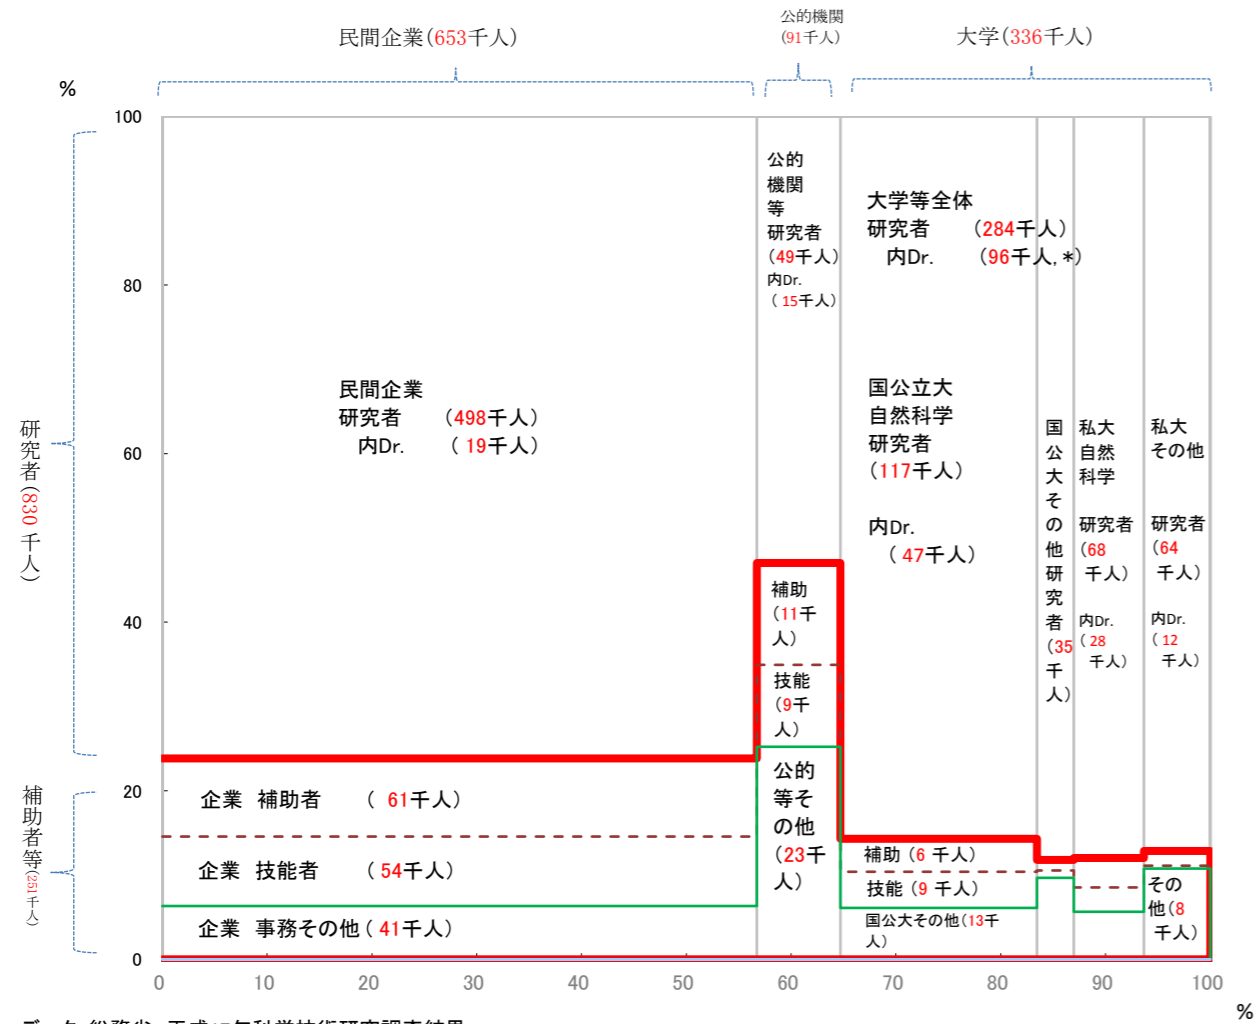 民間企業(653千人)
公的機関
(91千人)
大学(336千人)
%
100
80
60
40
20
0
研究者(830千人)
補助者等(251千人)
民間企業
研究者 (498千人)
内Dr. ( 19千人)
公的
機関
等
研究者
(49千人)
内Dr.
( 15千人)
大学等全体
研究者 (284千人)
内Dr. (96千人,*)
国公立大
自然科学
研究者
(117千人)
内Dr.
( 47千人)
国公大その他研究者(35千人)
私大
自然
科学
研究者
(68
千人)
内Dr.
( 28
千人)
私大
その他
研究者
(64
千人)
内Dr.
( 12
千人)
補助
(11千
人)
技能
(9千
人)
公的
等そ
の他
(23千
人)
企業 補助者 ( 61千人)
企業 技能者 ( 54千人)
企業 事務その他( 41千人)
補助 (6 千人)
技能 (9 千人)
国公大その他(13千
人)
その
他(8
千人)
0 10 20 30 40 50 60 70 80 90 100
%